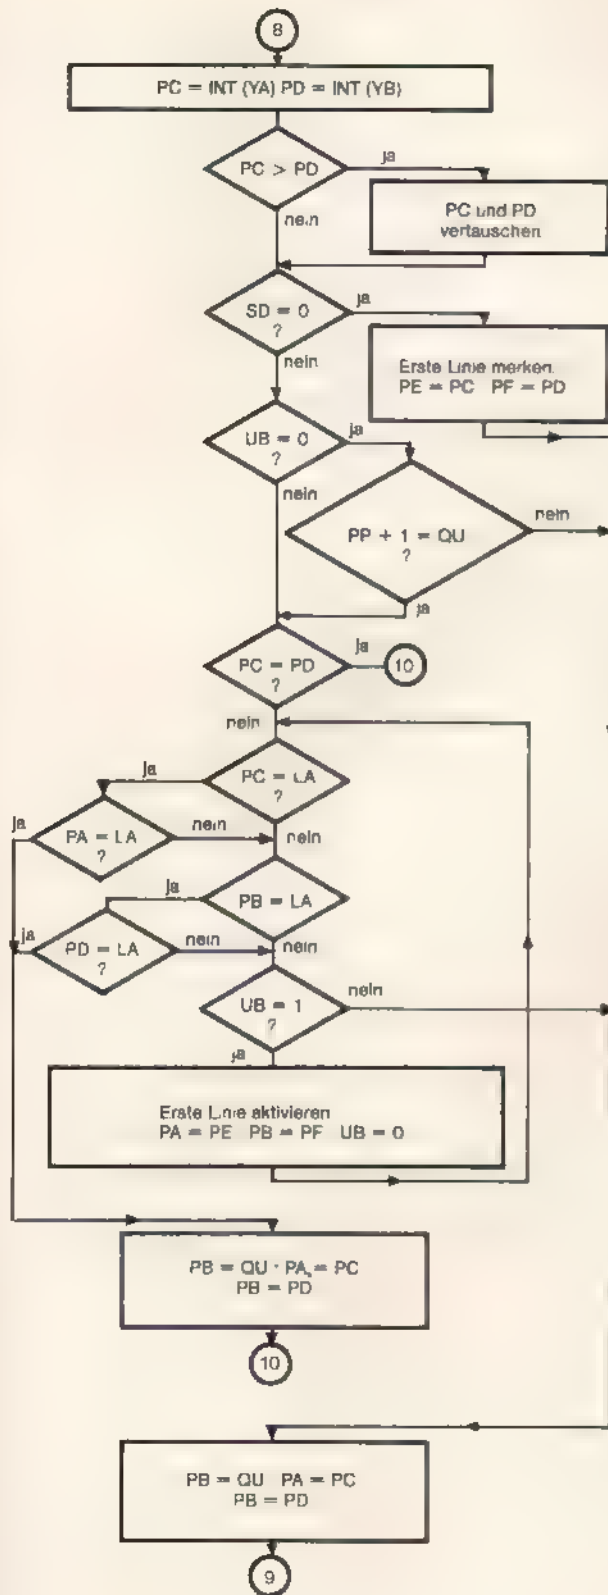 8
PC = INT (YA) PD = INT (YB)
PC > PD
ja
nein
PC und PD
vertauschen
SD = 0
?
ja
nein
Erste Linie merken.
PE = PC PF = PD
UB = 0
?
ja
nein
PP + 1 = QU
?
nein
ja
PC = PD
?
ja
10
nein
PC = LA
?
ja
nein
PA = LA
?
ja
nein
PB = LA
ja
nein
PD = LA
?
ja
nein
UB = 1
?
nein
ja
Erste Linie aktivieren
PA = PE PB = PF UB = 0
PB = QU · PA = PC
PB = PD
10
PB = QU PA = PC
PB = PD
9